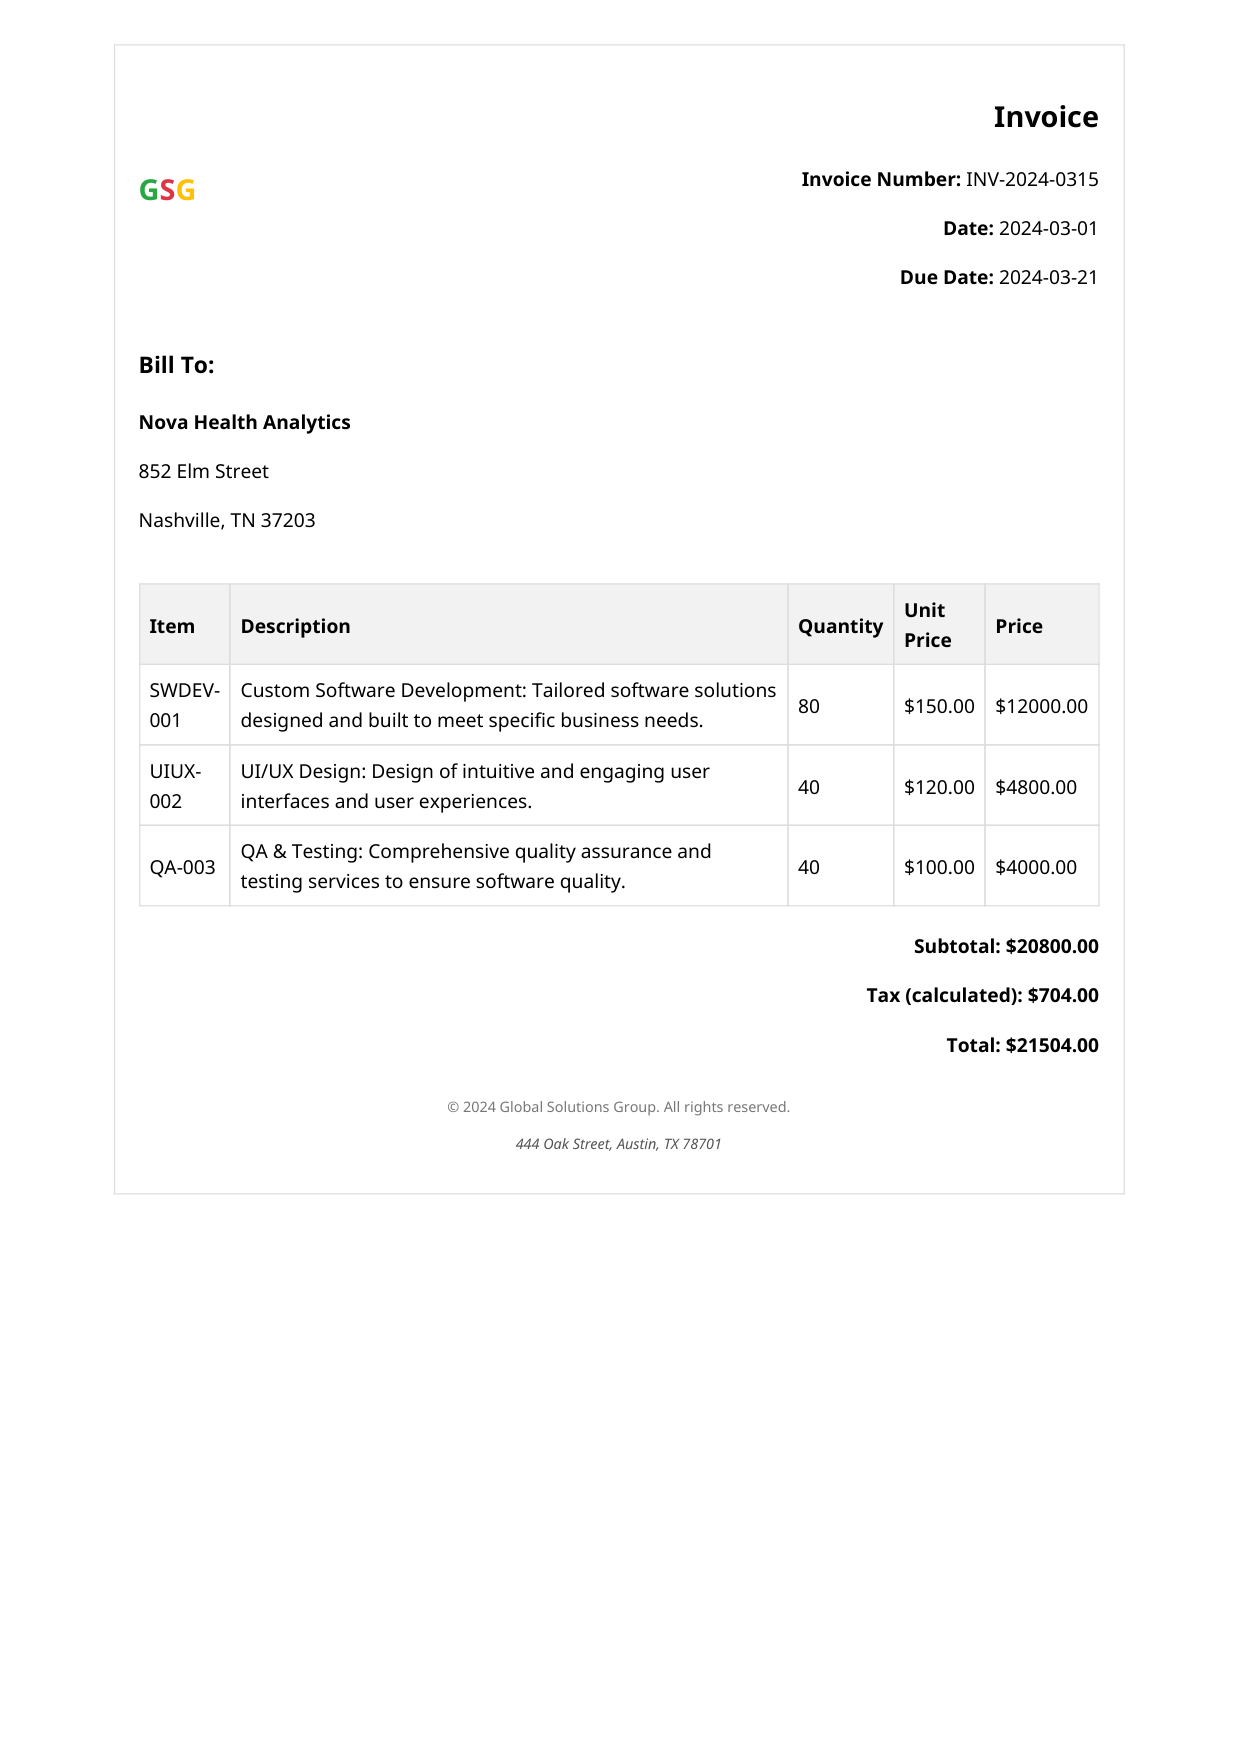 Invoice
GSG
Invoice Number: INV-2024-0315
Date: 2024-03-01
Due Date: 2024-03-21
Bill To:
Nova Health Analytics
852 Elm Street
Nashville, TN 37203
Item Description Quantity Unit Price Price
SWDEV-001 Custom Software Development: Tailored software solutions
designed and built to meet specific business needs. 80 $150.00 $12000.00
UIUX-002 UI/UX Design: Design of intuitive and engaging user
interfaces and user experiences. 40 $120.00 $4800.00
QA-003 QA & Testing: Comprehensive quality assurance and
testing services to ensure software quality. 40 $100.00 $4000.00
Subtotal: $20800.00
Tax (calculated): $704.00
Total: $21504.00
© 2024 Global Solutions Group. All rights reserved.
444 Oak Street, Austin, TX 78701